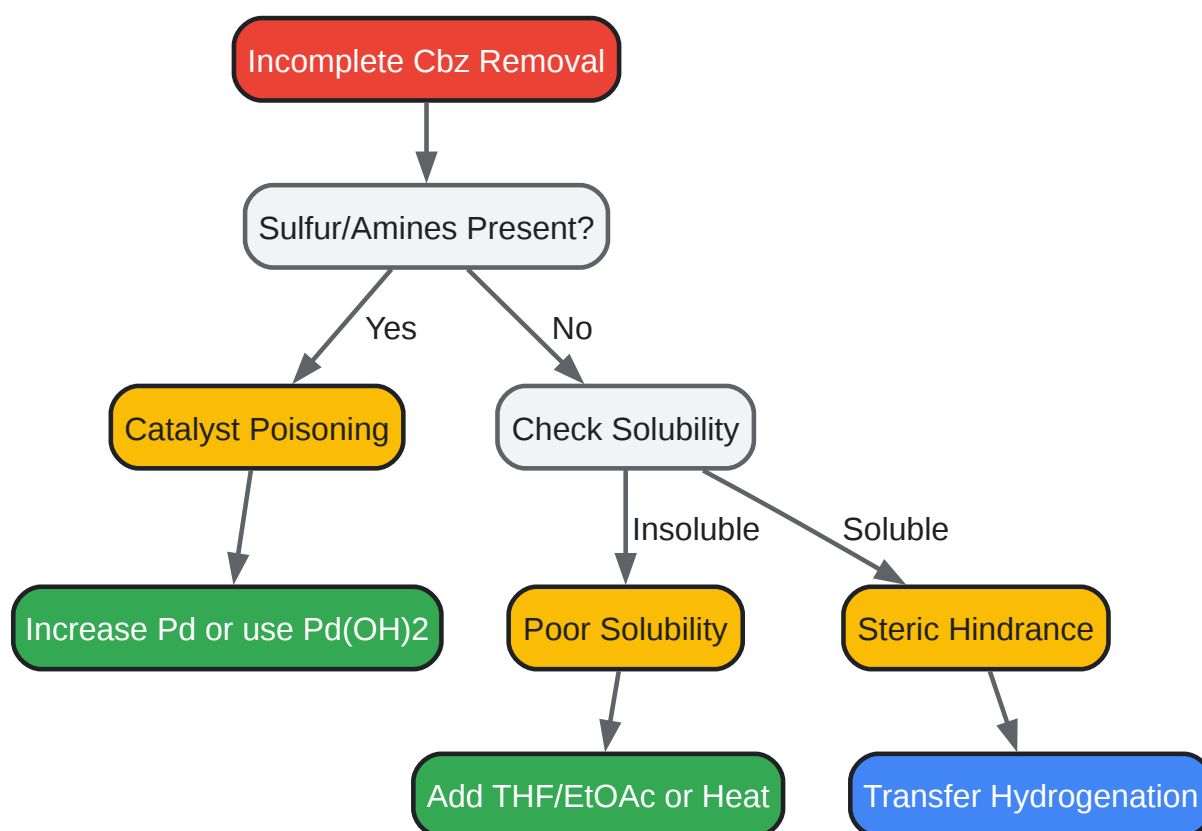 Incomplete Cbz Removal
Sulfur/Amines Present?
Yes
No
Catalyst Poisoning
Check Solubility
Insoluble
Soluble
Increase Pd or use Pd(OH)2
Poor Solubility
Steric Hindrance
Add THF/EtOAc or Heat
Transfer Hydrogenation